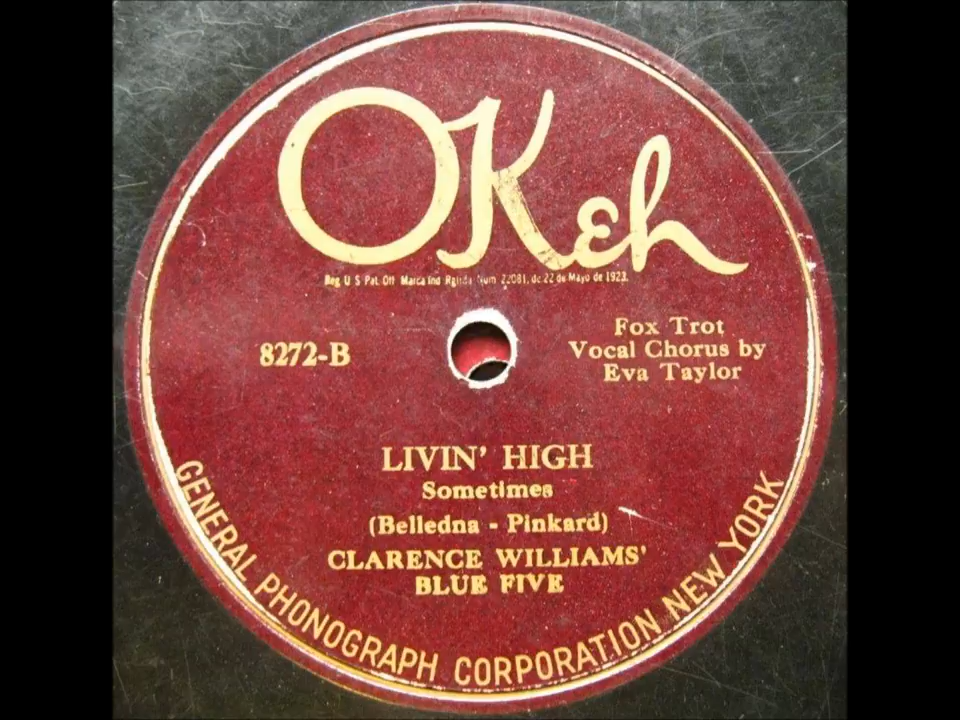 OKeh
Reg. U S Pat. Off Marca Ind Num 22081, de 22 de Mayo de 1923.
8272-B
Fox Trot
Vocal Chorus by
Eva Taylor
LIVIN' HIGH
Sometimes
(Belledna - Pinkard)
CLARENCE WILLIAMS'
BLUE FIVE
GENERAL PHONOGRAPH CORPORATION NEW YORK